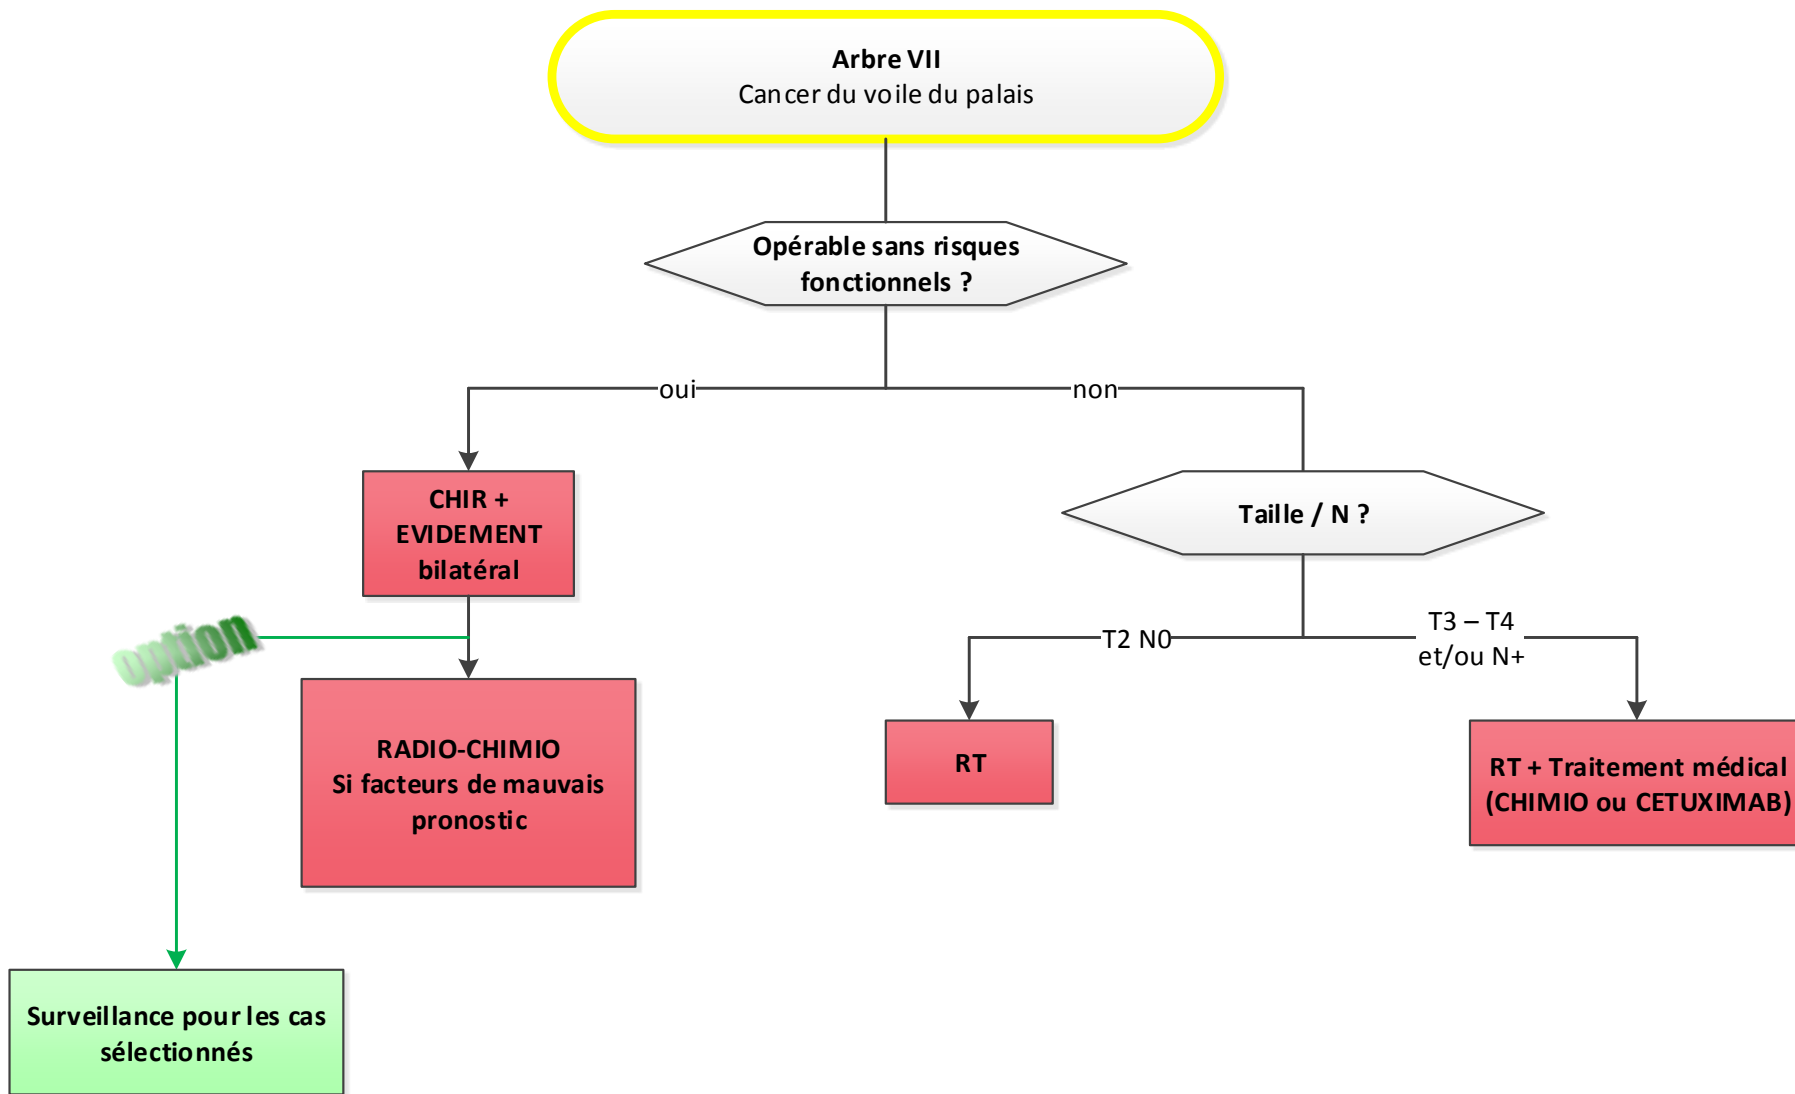 Arbre VII
Cancer du voile du palais
Opérable sans risques
fonctionnels ?
oui
non
CHIR +
EVIDEMENT
bilatéral
Taille / N ?
option
T2 N0
T3 – T4
et/ou N+
RADIO-CHIMIO
Si facteurs de mauvais
pronostic
RT
RT + Traitement médical
(CHIMIO ou CETUXIMAB)
Surveillance pour les cas
sélectionnés